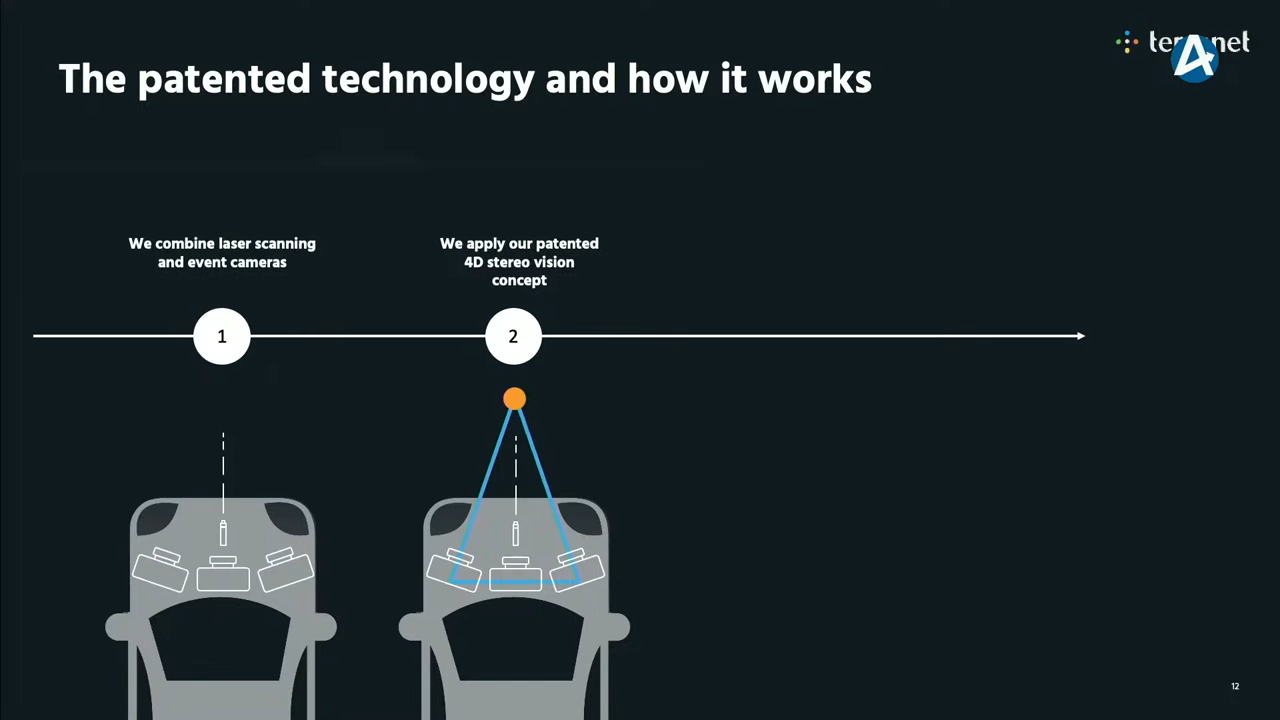 The patented technology and how it works
We combine laser scanning
and event cameras
We apply our patented
4D stereo vision
concept
1
2
12